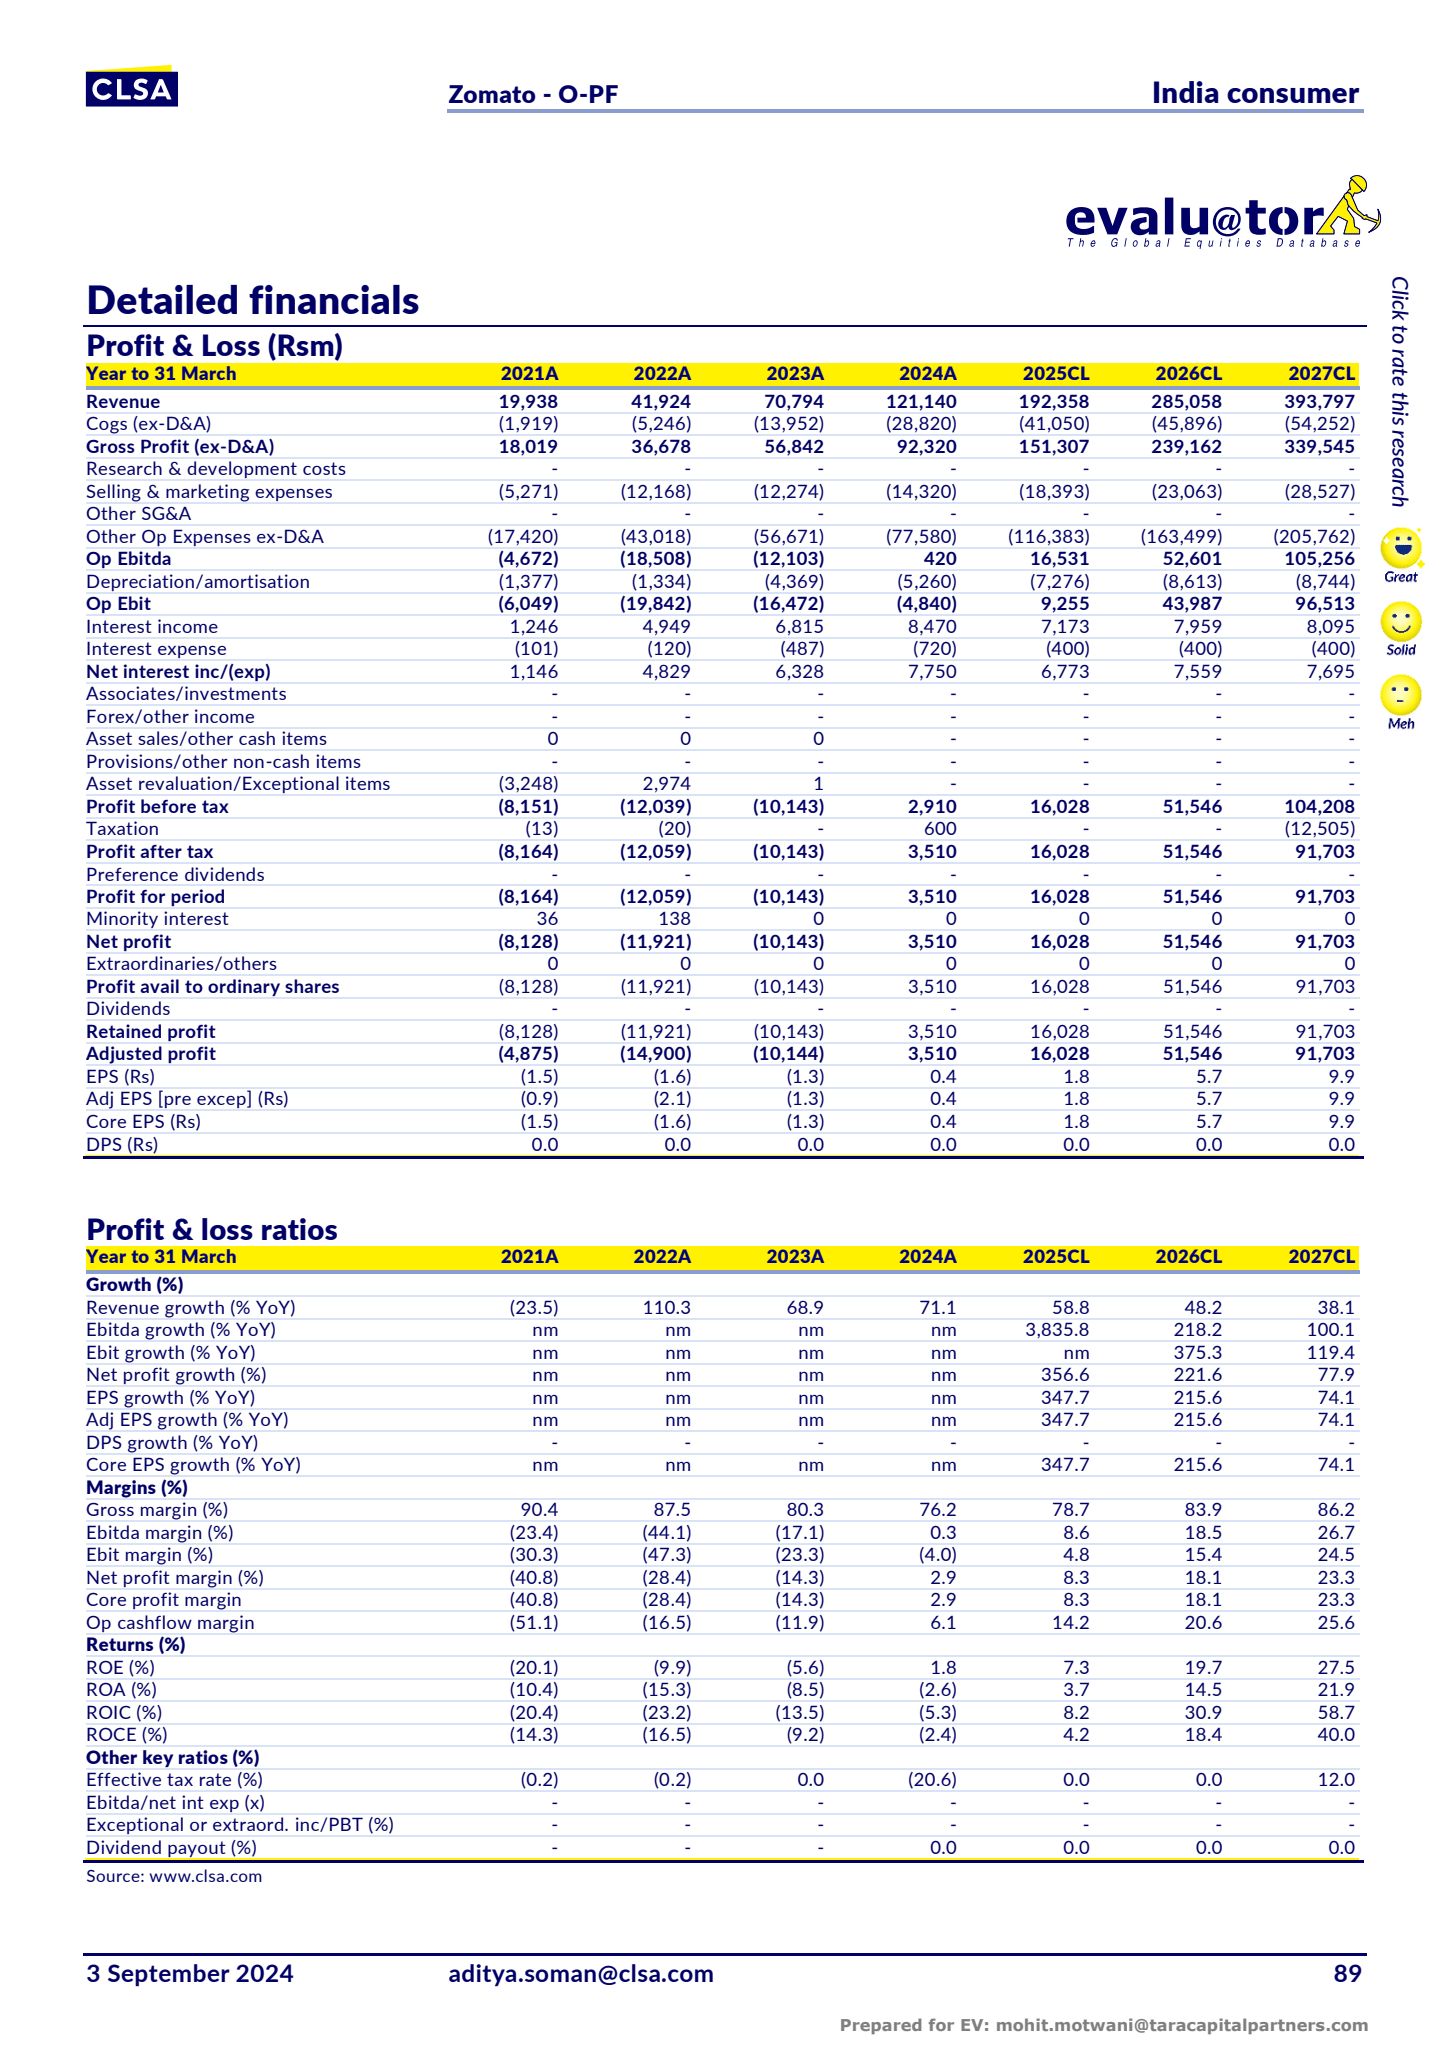 CLSA
Zomato - O-PF India consumer
evalu@tor
The Global Equities Database
Click to rate this research
Great
Solid
Meh
Detailed financials
Profit & Loss (Rsm)
Year to 31 March 2021A 2022A 2023A 2024A 2025CL 2026CL 2027CL
Revenue 19,938 41,924 70,794 121,140 192,358 285,058 393,797
Cogs (ex-D&A) (1,919) (5,246) (13,952) (28,820) (41,050) (45,896) (54,252)
Gross Profit (ex-D&A) 18,019 36,678 56,842 92,320 151,307 239,162 339,545
Research & development costs - - - - - - -
Selling & marketing expenses (5,271) (12,168) (12,274) (14,320) (18,393) (23,063) (28,527)
Other SG&A - - - - - - -
Other Op Expenses ex-D&A (17,420) (43,018) (56,671) (77,580) (116,383) (163,499) (205,762)
Op Ebitda (4,672) (18,508) (12,103) 420 16,531 52,601 105,256
Depreciation/amortisation (1,377) (1,334) (4,369) (5,260) (7,276) (8,613) (8,744)
Op Ebit (6,049) (19,842) (16,472) (4,840) 9,255 43,987 96,513
Interest income 1,246 4,949 6,815 8,470 7,173 7,959 8,095
Interest expense (101) (120) (487) (720) (400) (400) (400)
Net interest inc/(exp) 1,146 4,829 6,328 7,750 6,773 7,559 7,695
Associates/investments - - - - - - -
Forex/other income - - - - - - -
Asset sales/other cash items 0 0 0 - - - -
Provisions/other non-cash items - - - - - - -
Asset revaluation/Exceptional items (3,248) 2,974 1 - - - -
Profit before tax (8,151) (12,039) (10,143) 2,910 16,028 51,546 104,208
Taxation (13) (20) - 600 - - (12,505)
Profit after tax (8,164) (12,059) (10,143) 3,510 16,028 51,546 91,703
Preference dividends - - - - - - -
Profit for period (8,164) (12,059) (10,143) 3,510 16,028 51,546 91,703
Minority interest 36 138 0 0 0 0 0
Net profit (8,128) (11,921) (10,143) 3,510 16,028 51,546 91,703
Extraordinaries/others 0 0 0 0 0 0 0
Profit avail to ordinary shares (8,128) (11,921) (10,143) 3,510 16,028 51,546 91,703
Dividends - - - - - - -
Retained profit (8,128) (11,921) (10,143) 3,510 16,028 51,546 91,703
Adjusted profit (4,875) (14,900) (10,144) 3,510 16,028 51,546 91,703
EPS (Rs) (1.5) (1.6) (1.3) 0.4 1.8 5.7 9.9
Adj EPS [pre excep] (Rs) (0.9) (2.1) (1.3) 0.4 1.8 5.7 9.9
Core EPS (Rs) (1.5) (1.6) (1.3) 0.4 1.8 5.7 9.9
DPS (Rs) 0.0 0.0 0.0 0.0 0.0 0.0 0.0
Profit & loss ratios
Year to 31 March 2021A 2022A 2023A 2024A 2025CL 2026CL 2027CL
Growth (%)
Revenue growth (% YoY) (23.5) 110.3 68.9 71.1 58.8 48.2 38.1
Ebitda growth (% YoY) nm nm nm nm 3,835.8 218.2 100.1
Ebit growth (% YoY) nm nm nm nm nm 375.3 119.4
Net profit growth (%) nm nm nm nm 356.6 221.6 77.9
EPS growth (% YoY) nm nm nm nm 347.7 215.6 74.1
Adj EPS growth (% YoY) nm nm nm nm 347.7 215.6 74.1
DPS growth (% YoY) - - - - - - -
Core EPS growth (% YoY) nm nm nm nm 347.7 215.6 74.1
Margins (%)
Gross margin (%) 90.4 87.5 80.3 76.2 78.7 83.9 86.2
Ebitda margin (%) (23.4) (44.1) (17.1) 0.3 8.6 18.5 26.7
Ebit margin (%) (30.3) (47.3) (23.3) (4.0) 4.8 15.4 24.5
Net profit margin (%) (40.8) (28.4) (14.3) 2.9 8.3 18.1 23.3
Core profit margin (40.8) (28.4) (14.3) 2.9 8.3 18.1 23.3
Op cashflow margin (51.1) (16.5) (11.9) 6.1 14.2 20.6 25.6
Returns (%)
ROE (%) (20.1) (9.9) (5.6) 1.8 7.3 19.7 27.5
ROA (%) (10.4) (15.3) (8.5) (2.6) 3.7 14.5 21.9
ROIC (%) (20.4) (23.2) (13.5) (5.3) 8.2 30.9 58.7
ROCE (%) (14.3) (16.5) (9.2) (2.4) 4.2 18.4 40.0
Other key ratios (%)
Effective tax rate (%) (0.2) (0.2) 0.0 (20.6) 0.0 0.0 12.0
Ebitda/net int exp (x) - - - - - - -
Exceptional or extraord. inc/PBT (%) - - - - - - -
Dividend payout (%) - - - 0.0 0.0 0.0 0.0
Source: www.clsa.com
3 September 2024 aditya.soman@clsa.com 89
Prepared for EV: mohit.motwani@taracapitalpartners.com